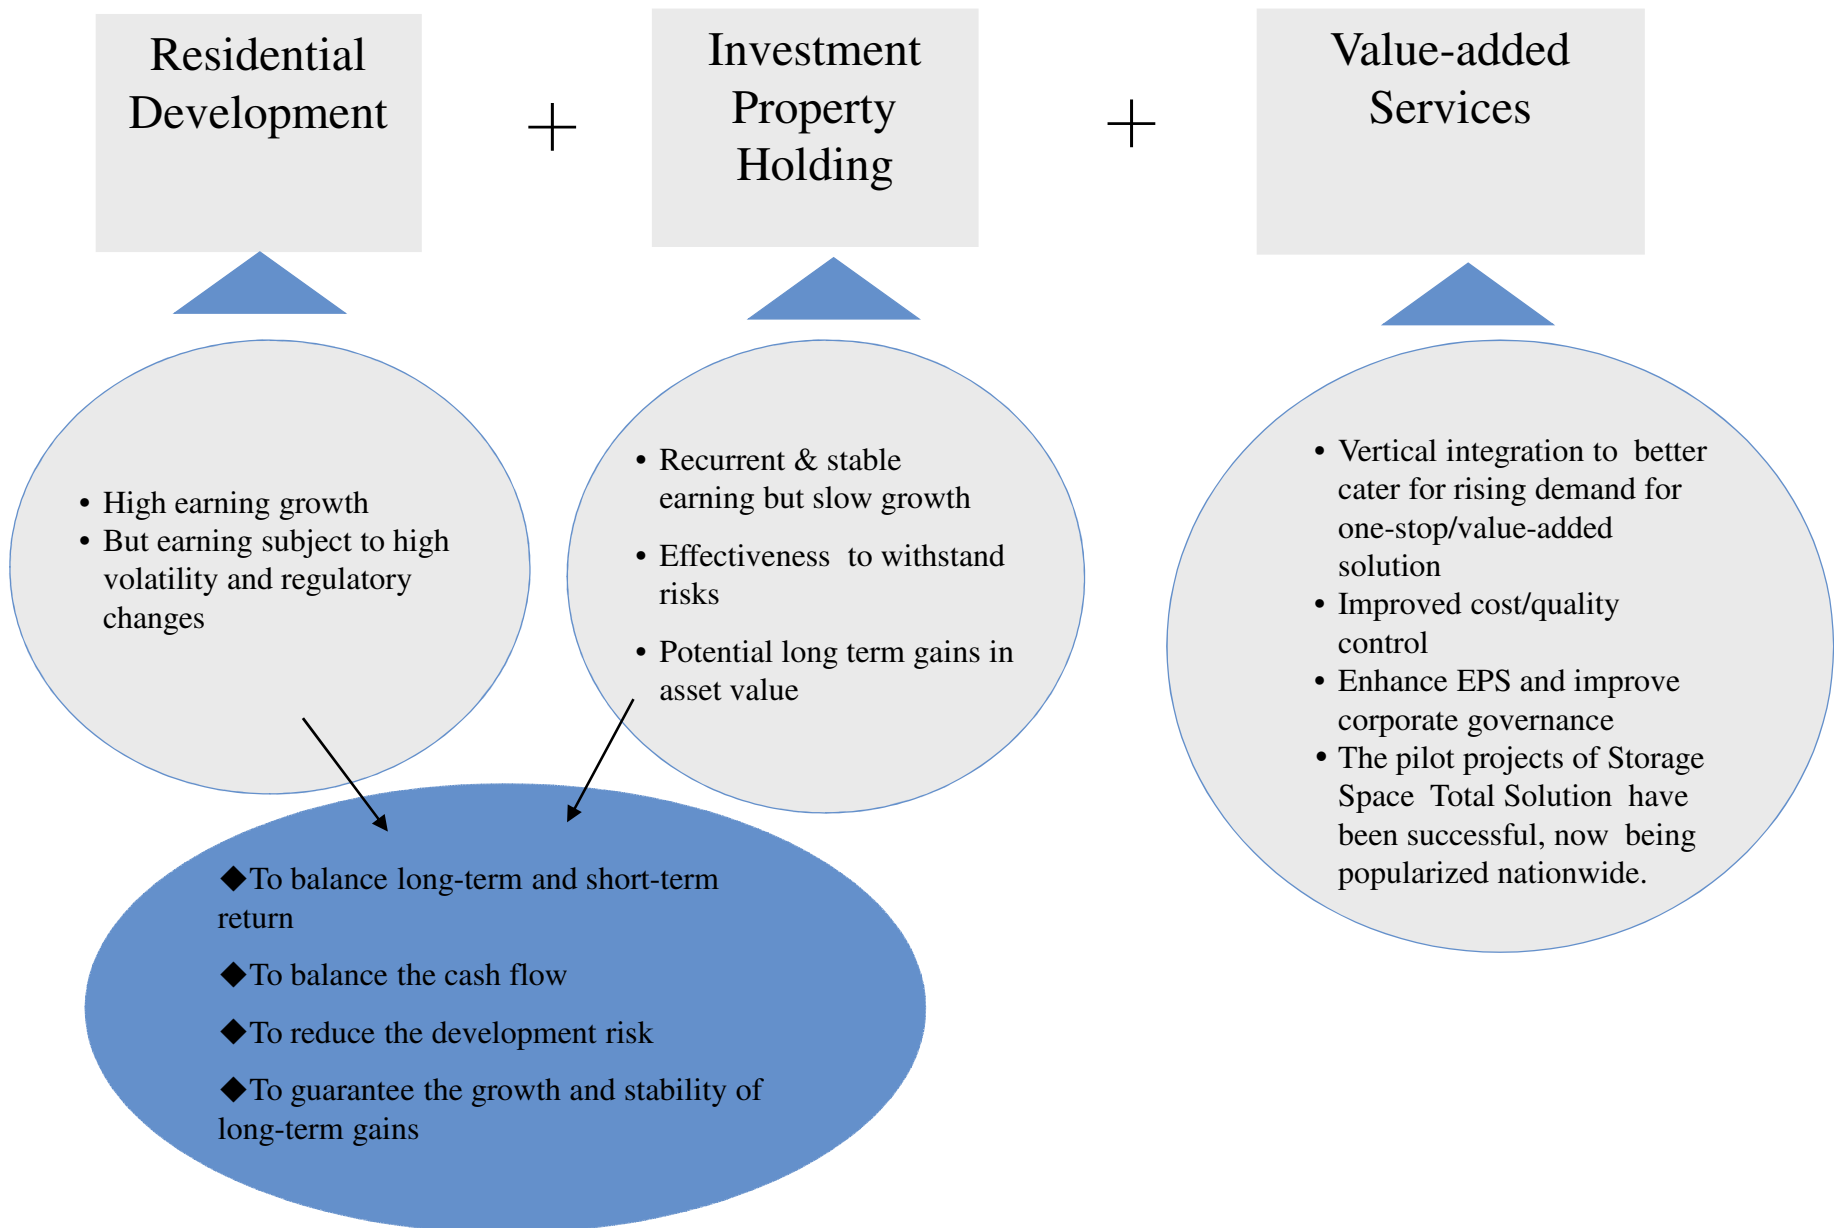 Residential
Development
+
Investment
Property
Holding
+
Value-added
Services
• High earning growth
• But earning subject to high
volatility and regulatory
changes
• Recurrent & stable
earning but slow growth
• Effectiveness to withstand
risks
• Potential long term gains in
asset value
• Vertical integration to better
cater for rising demand for
one-stop/value-added
solution
• Improved cost/quality
control
• Enhance EPS and improve
corporate governance
• The pilot projects of Storage
Space Total Solution have
been successful, now being
popularized nationwide.
◆To balance long-term and short-term
return
◆To balance the cash flow
◆To reduce the development risk
◆To guarantee the growth and stability of
long-term gains